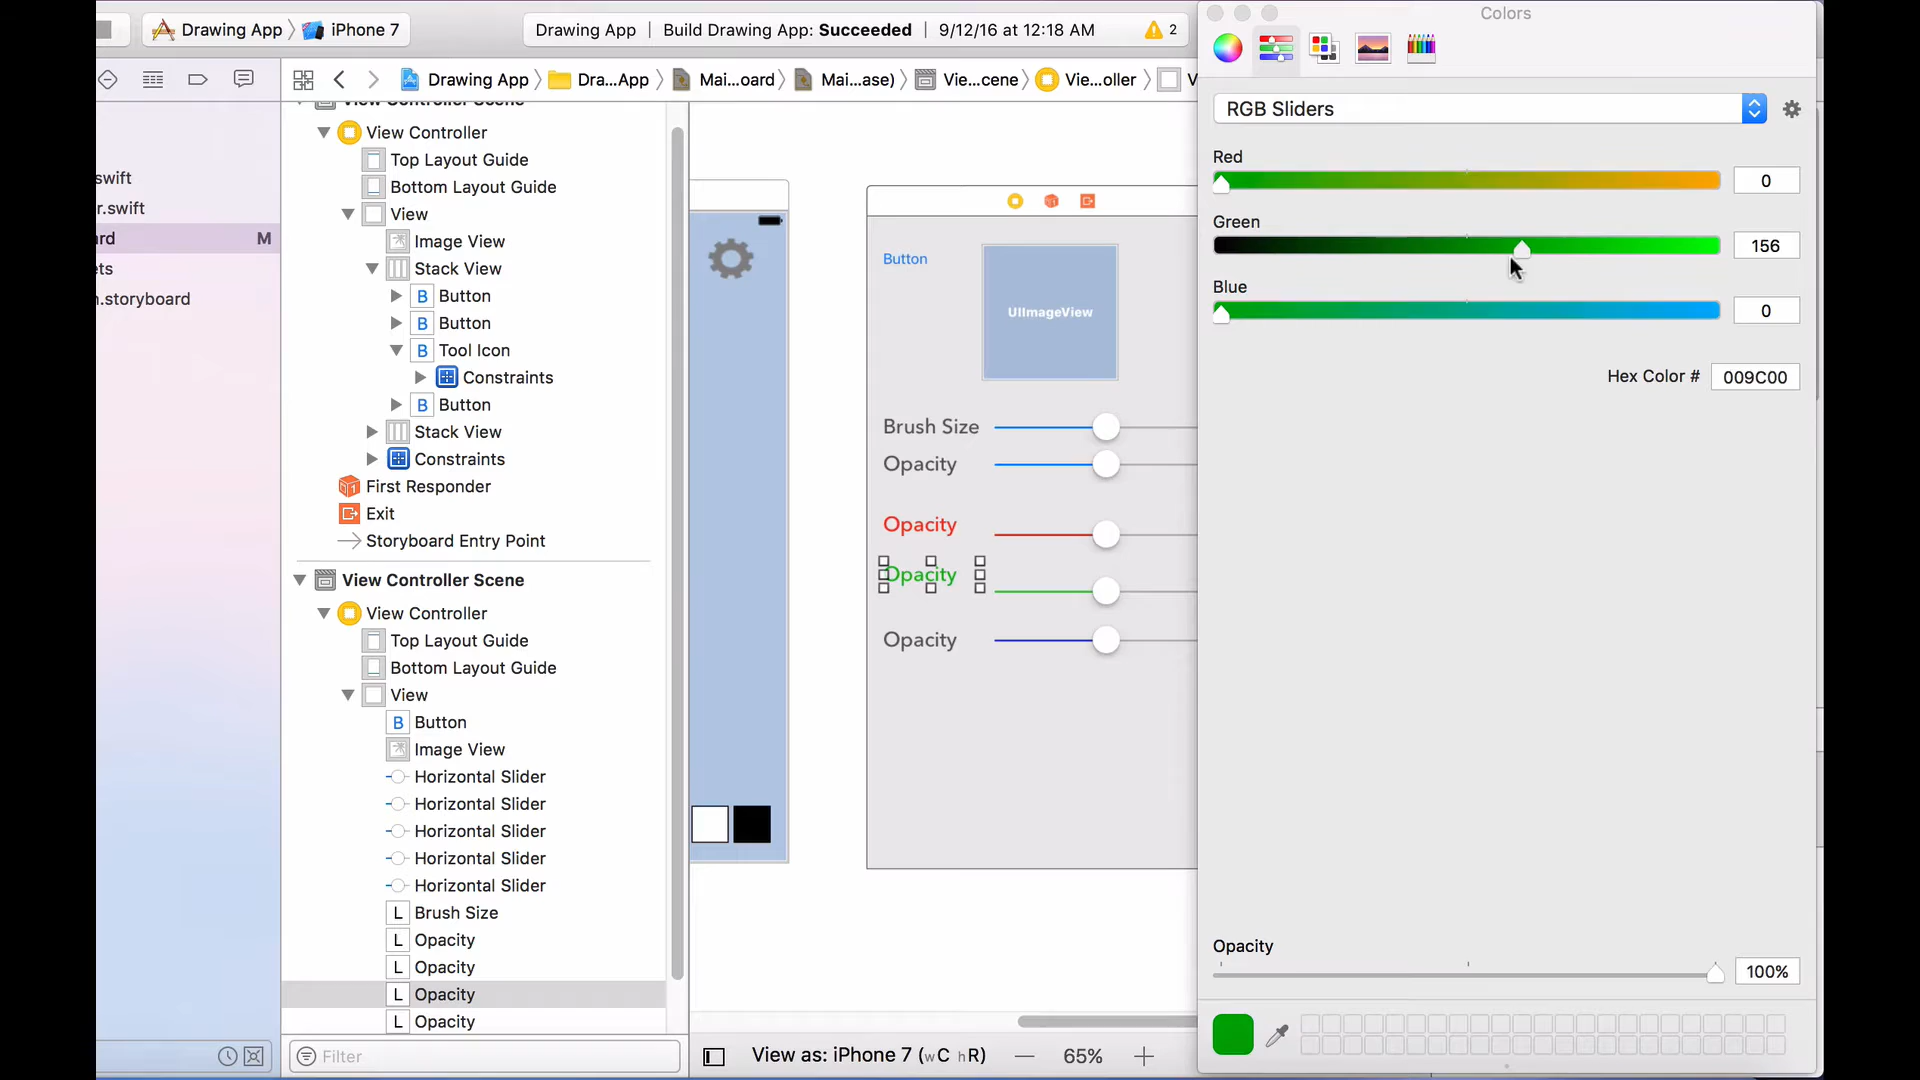 Drawing App
iPhone 7
Drawing App
Build Drawing App: Succeeded
9/12/16 at 12:18 AM
2
Drawing App
Dra...App
Mai...oard
Mai...ase)
Vie...cene
Vie...oller
V
swift
r.swift
rd
M
ets
n.storyboard
View Controller Scene
View Controller
Top Layout Guide
Bottom Layout Guide
View
Image View
Stack View
B Button
B Button
B Tool Icon
Constraints
B Button
Stack View
Constraints
First Responder
Exit
Storyboard Entry Point
View Controller Scene
View Controller
Top Layout Guide
Bottom Layout Guide
View
B Button
Image View
Horizontal Slider
Horizontal Slider
Horizontal Slider
Horizontal Slider
Horizontal Slider
L Brush Size
L Opacity
L Opacity
L Opacity
L Opacity
Filter
Button
UIImageView
Brush Size
Opacity
Opacity
Opacity
Opacity
View as: iPhone 7 (wC hR)
65%
Colors
RGB Sliders
Red
0
Green
156
Blue
0
Hex Color # 009C00
Opacity
100%